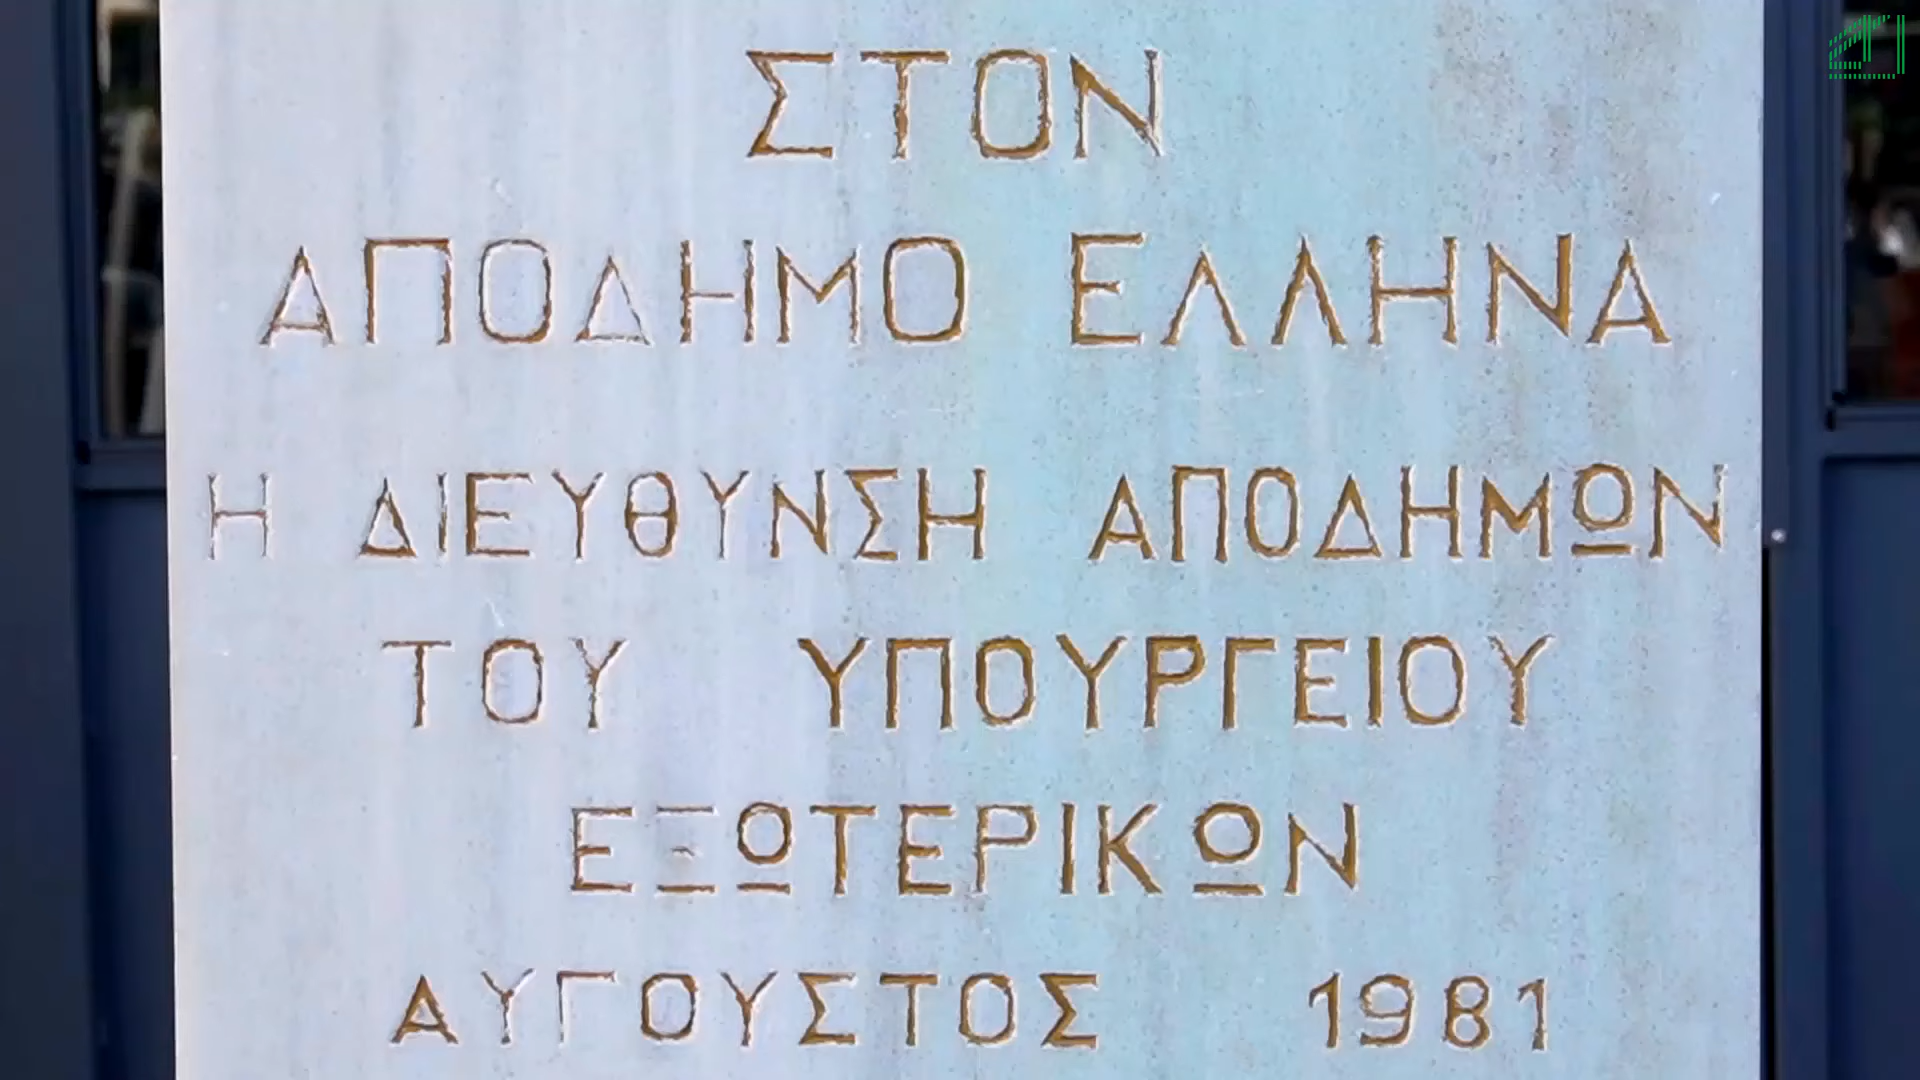 ΣΤΟΝ
ΑΠΟΔΗΜΟ ΕΛΛΗΝΑ
Η ΔΙΕΥΘΥΝΣΗ ΑΠΟΔΗΜΩΝ
ΤΟΥ ΥΠΟΥΡΓΕΙΟΥ
ΕΞΩΤΕΡΙΚΩΝ
ΑΥΓΟΥΣΤΟΣ 1981